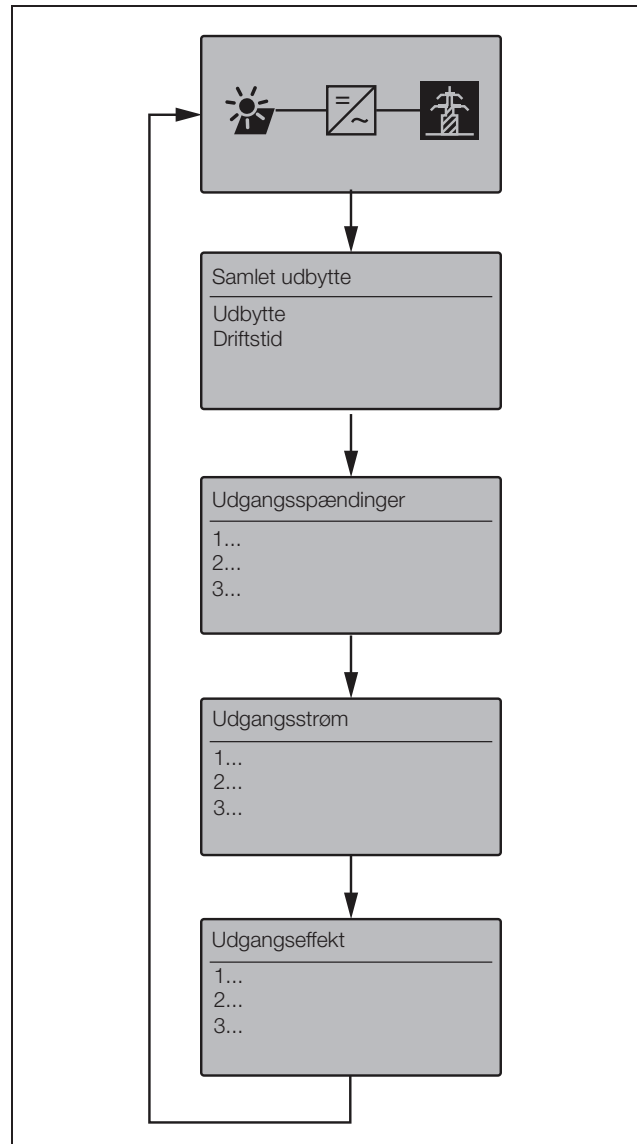 Samlet udbytte
Udbytte
Driftstid
Udgangsspændinger
1...
2...
3...
Udgangsstrøm
1...
2...
3...
Udgangseffekt
1...
2...
3...